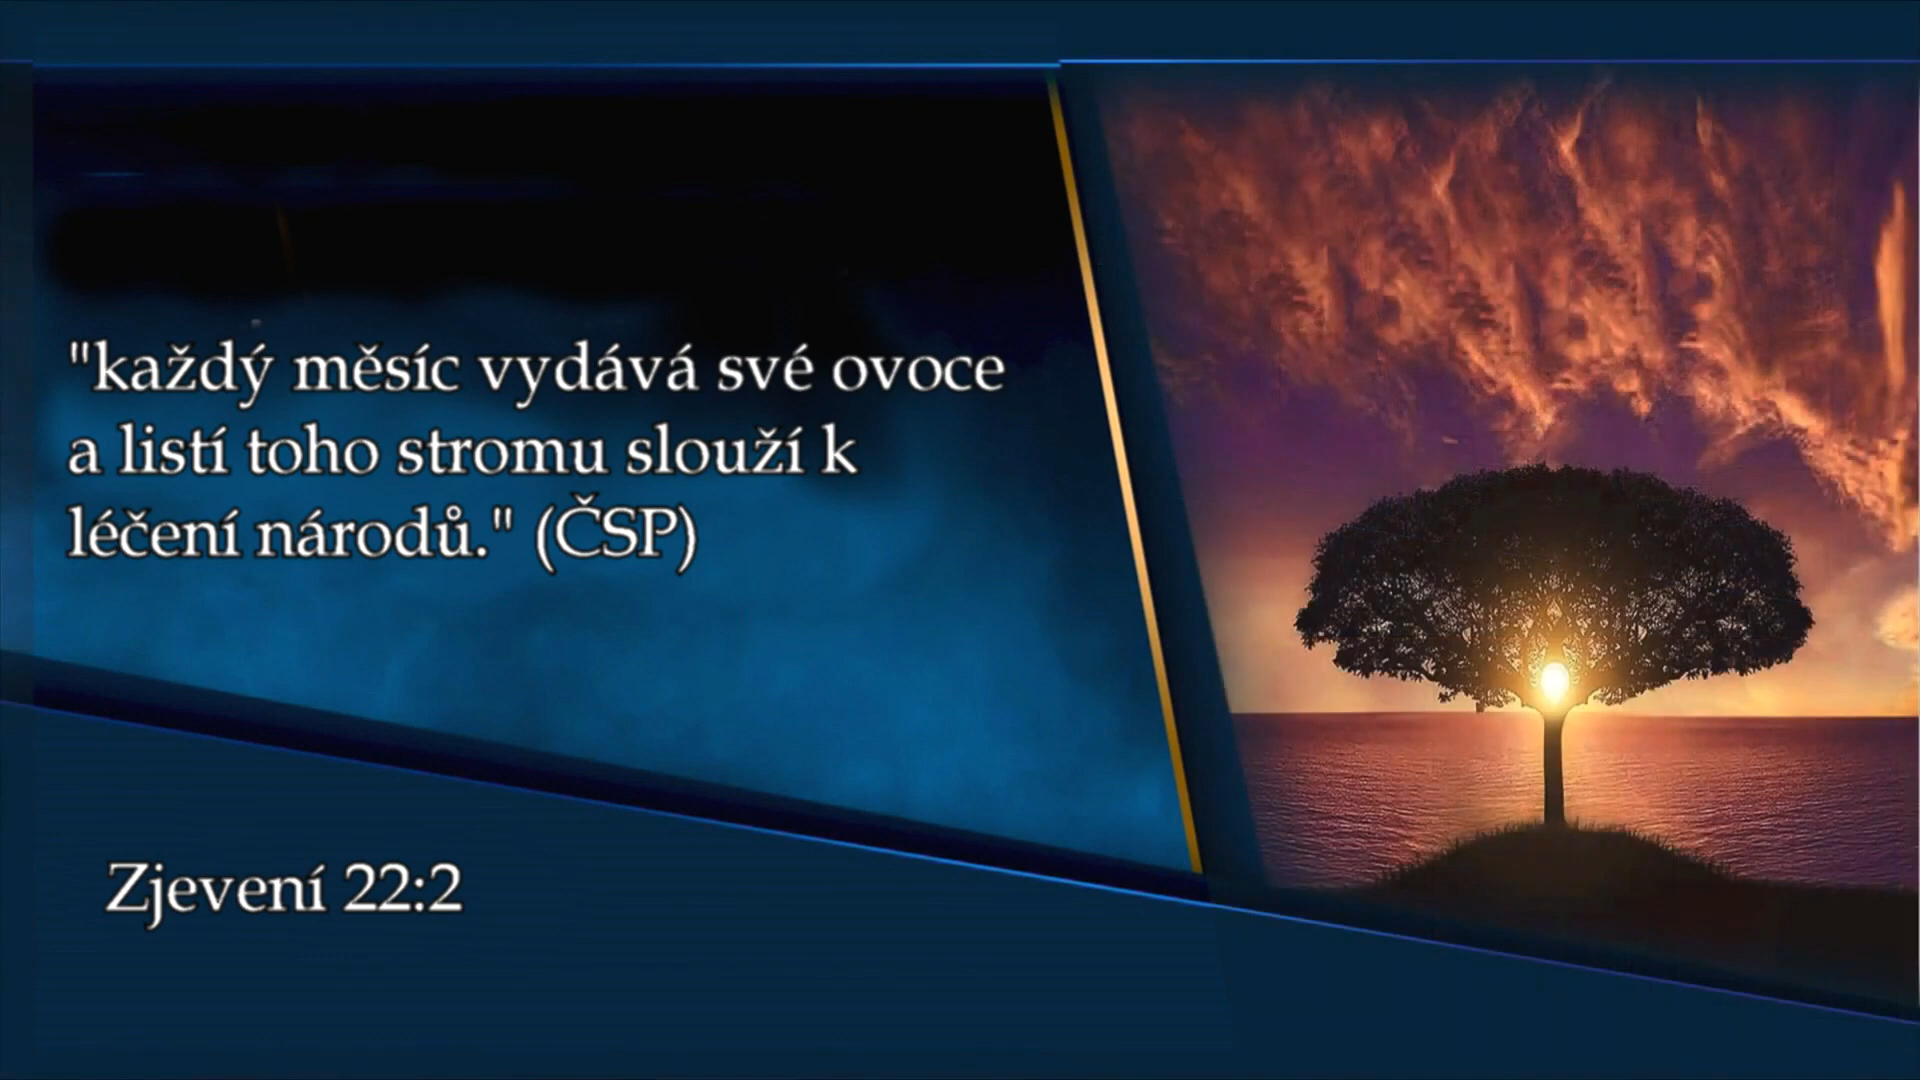 "každý měsíc vydává své ovoce
a listí toho stromu slouží k
léčení národů." (ČSP)
Zjevení 22:2